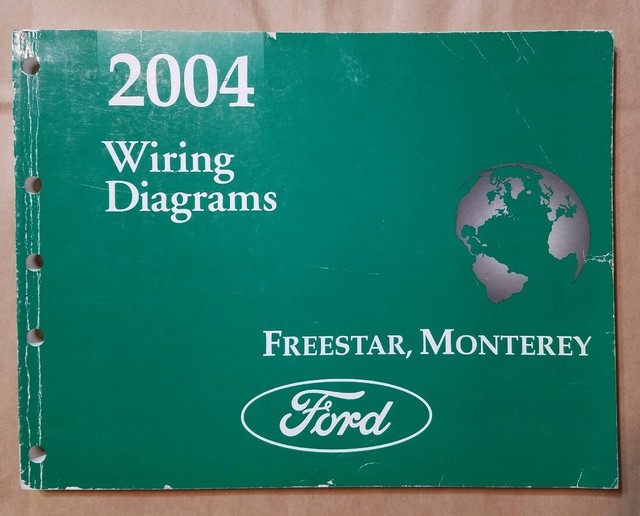 2004
Wiring
Diagrams
FREESTAR, MONTEREY
Ford